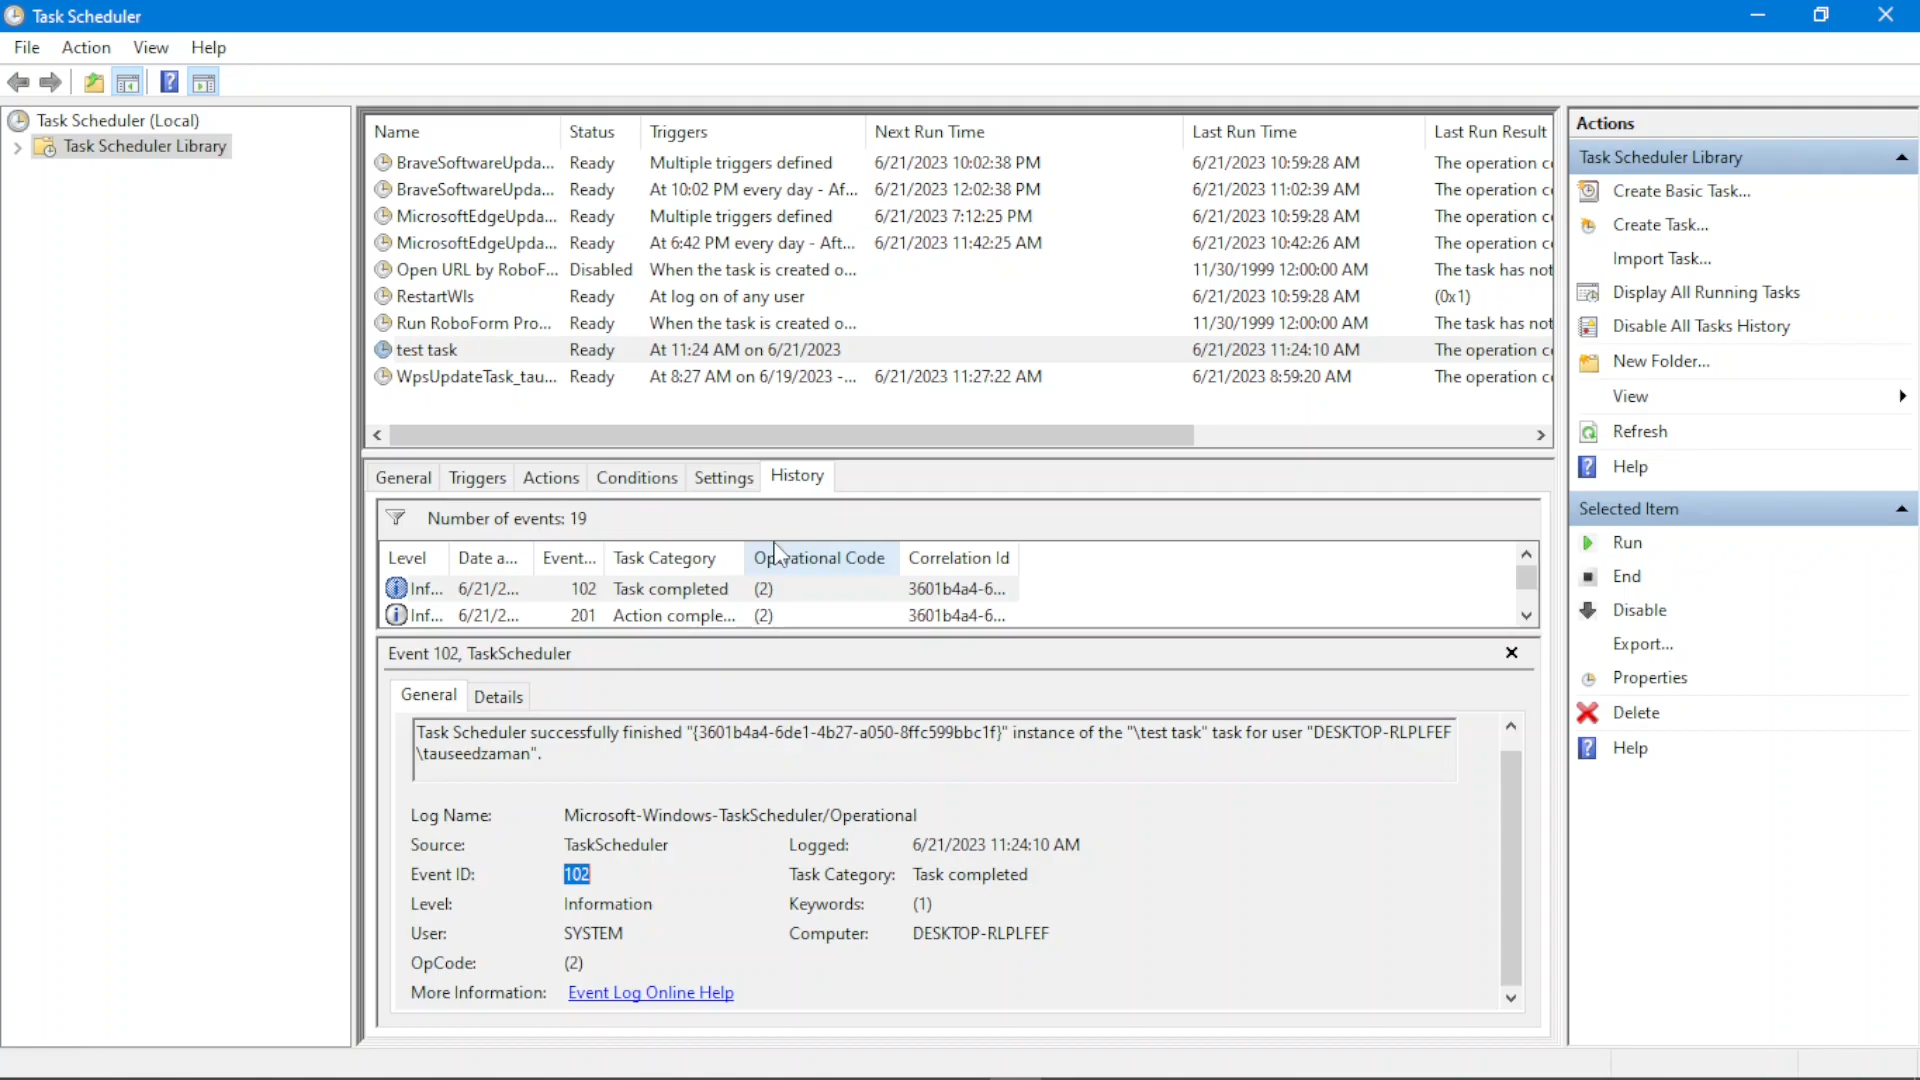 Task Scheduler
File Action View Help
Task Scheduler (Local)
Task Scheduler Library
Name Status Triggers Next Run Time Last Run Time Last Run Result
BraveSoftwareUpda... Ready Multiple triggers defined 6/21/2023 10:02:38 PM 6/21/2023 10:59:28 AM The operation c
BraveSoftwareUpda... Ready At 10:02 PM every day - Af... 6/21/2023 12:02:38 PM 6/21/2023 11:02:39 AM The operation c
MicrosoftEdgeUpda... Ready Multiple triggers defined 6/21/2023 7:12:25 PM 6/21/2023 10:59:28 AM The operation c
MicrosoftEdgeUpda... Ready At 6:42 PM every day - Aft... 6/21/2023 11:42:25 AM 6/21/2023 10:42:26 AM The operation c
Open URL by RoboF... Disabled When the task is created o... 11/30/1999 12:00:00 AM The task has not
RestartWls Ready At log on of any user 6/21/2023 10:59:28 AM (0x1)
Run RoboForm Pro... Ready When the task is created o... 11/30/1999 12:00:00 AM The task has not
test task Ready At 11:24 AM on 6/21/2023 6/21/2023 11:24:10 AM The operation c
WpsUpdateTask_tau... Ready At 8:27 AM on 6/19/2023 -... 6/21/2023 11:27:22 AM 6/21/2023 8:59:20 AM The operation c
General Triggers Actions Conditions Settings History
Number of events: 19
Level Date a... Event... Task Category Operational Code Correlation Id
Inf... 6/21/2... 102 Task completed (2) 3601b4a4-6...
Inf... 6/21/2... 201 Action comple... (2) 3601b4a4-6...
Event 102, TaskScheduler
General Details
Task Scheduler successfully finished "{3601b4a4-6de1-4b27-a050-8ffc599bbc1f}" instance of the "\test task" task for user "DESKTOP-RLPLFEF
\tauseedzaman".
Log Name: Microsoft-Windows-TaskScheduler/Operational
Source: TaskScheduler Logged: 6/21/2023 11:24:10 AM
Event ID: 102 Task Category: Task completed
Level: Information Keywords: (1)
User: SYSTEM Computer: DESKTOP-RLPLFEF
OpCode: (2)
More Information: Event Log Online Help
Actions
Task Scheduler Library
Create Basic Task...
Create Task...
Import Task...
Display All Running Tasks
Disable All Tasks History
New Folder...
View
Refresh
Help
Selected Item
Run
End
Disable
Export...
Properties
Delete
Help